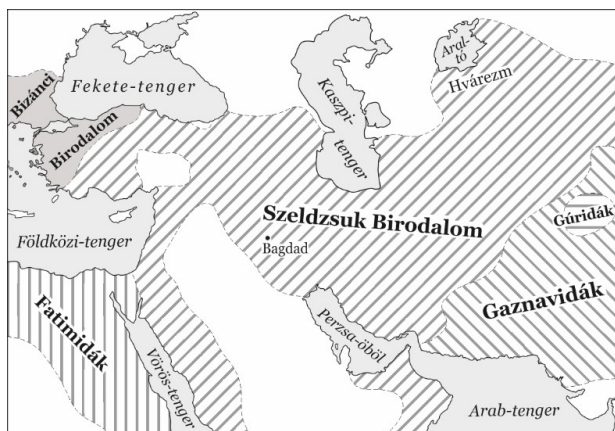 Aral-
tó
Hvárezm
Fekete-tenger
Kaszpi-
tenger
Bizánci
Birodalom
Szeldzsuk Birodalom
Gúridák
Földközi-tenger
Bagdad
Gaznavidák
Fatimidák
Perzsa-öböl
Vörös-tenger
Arab-tenger